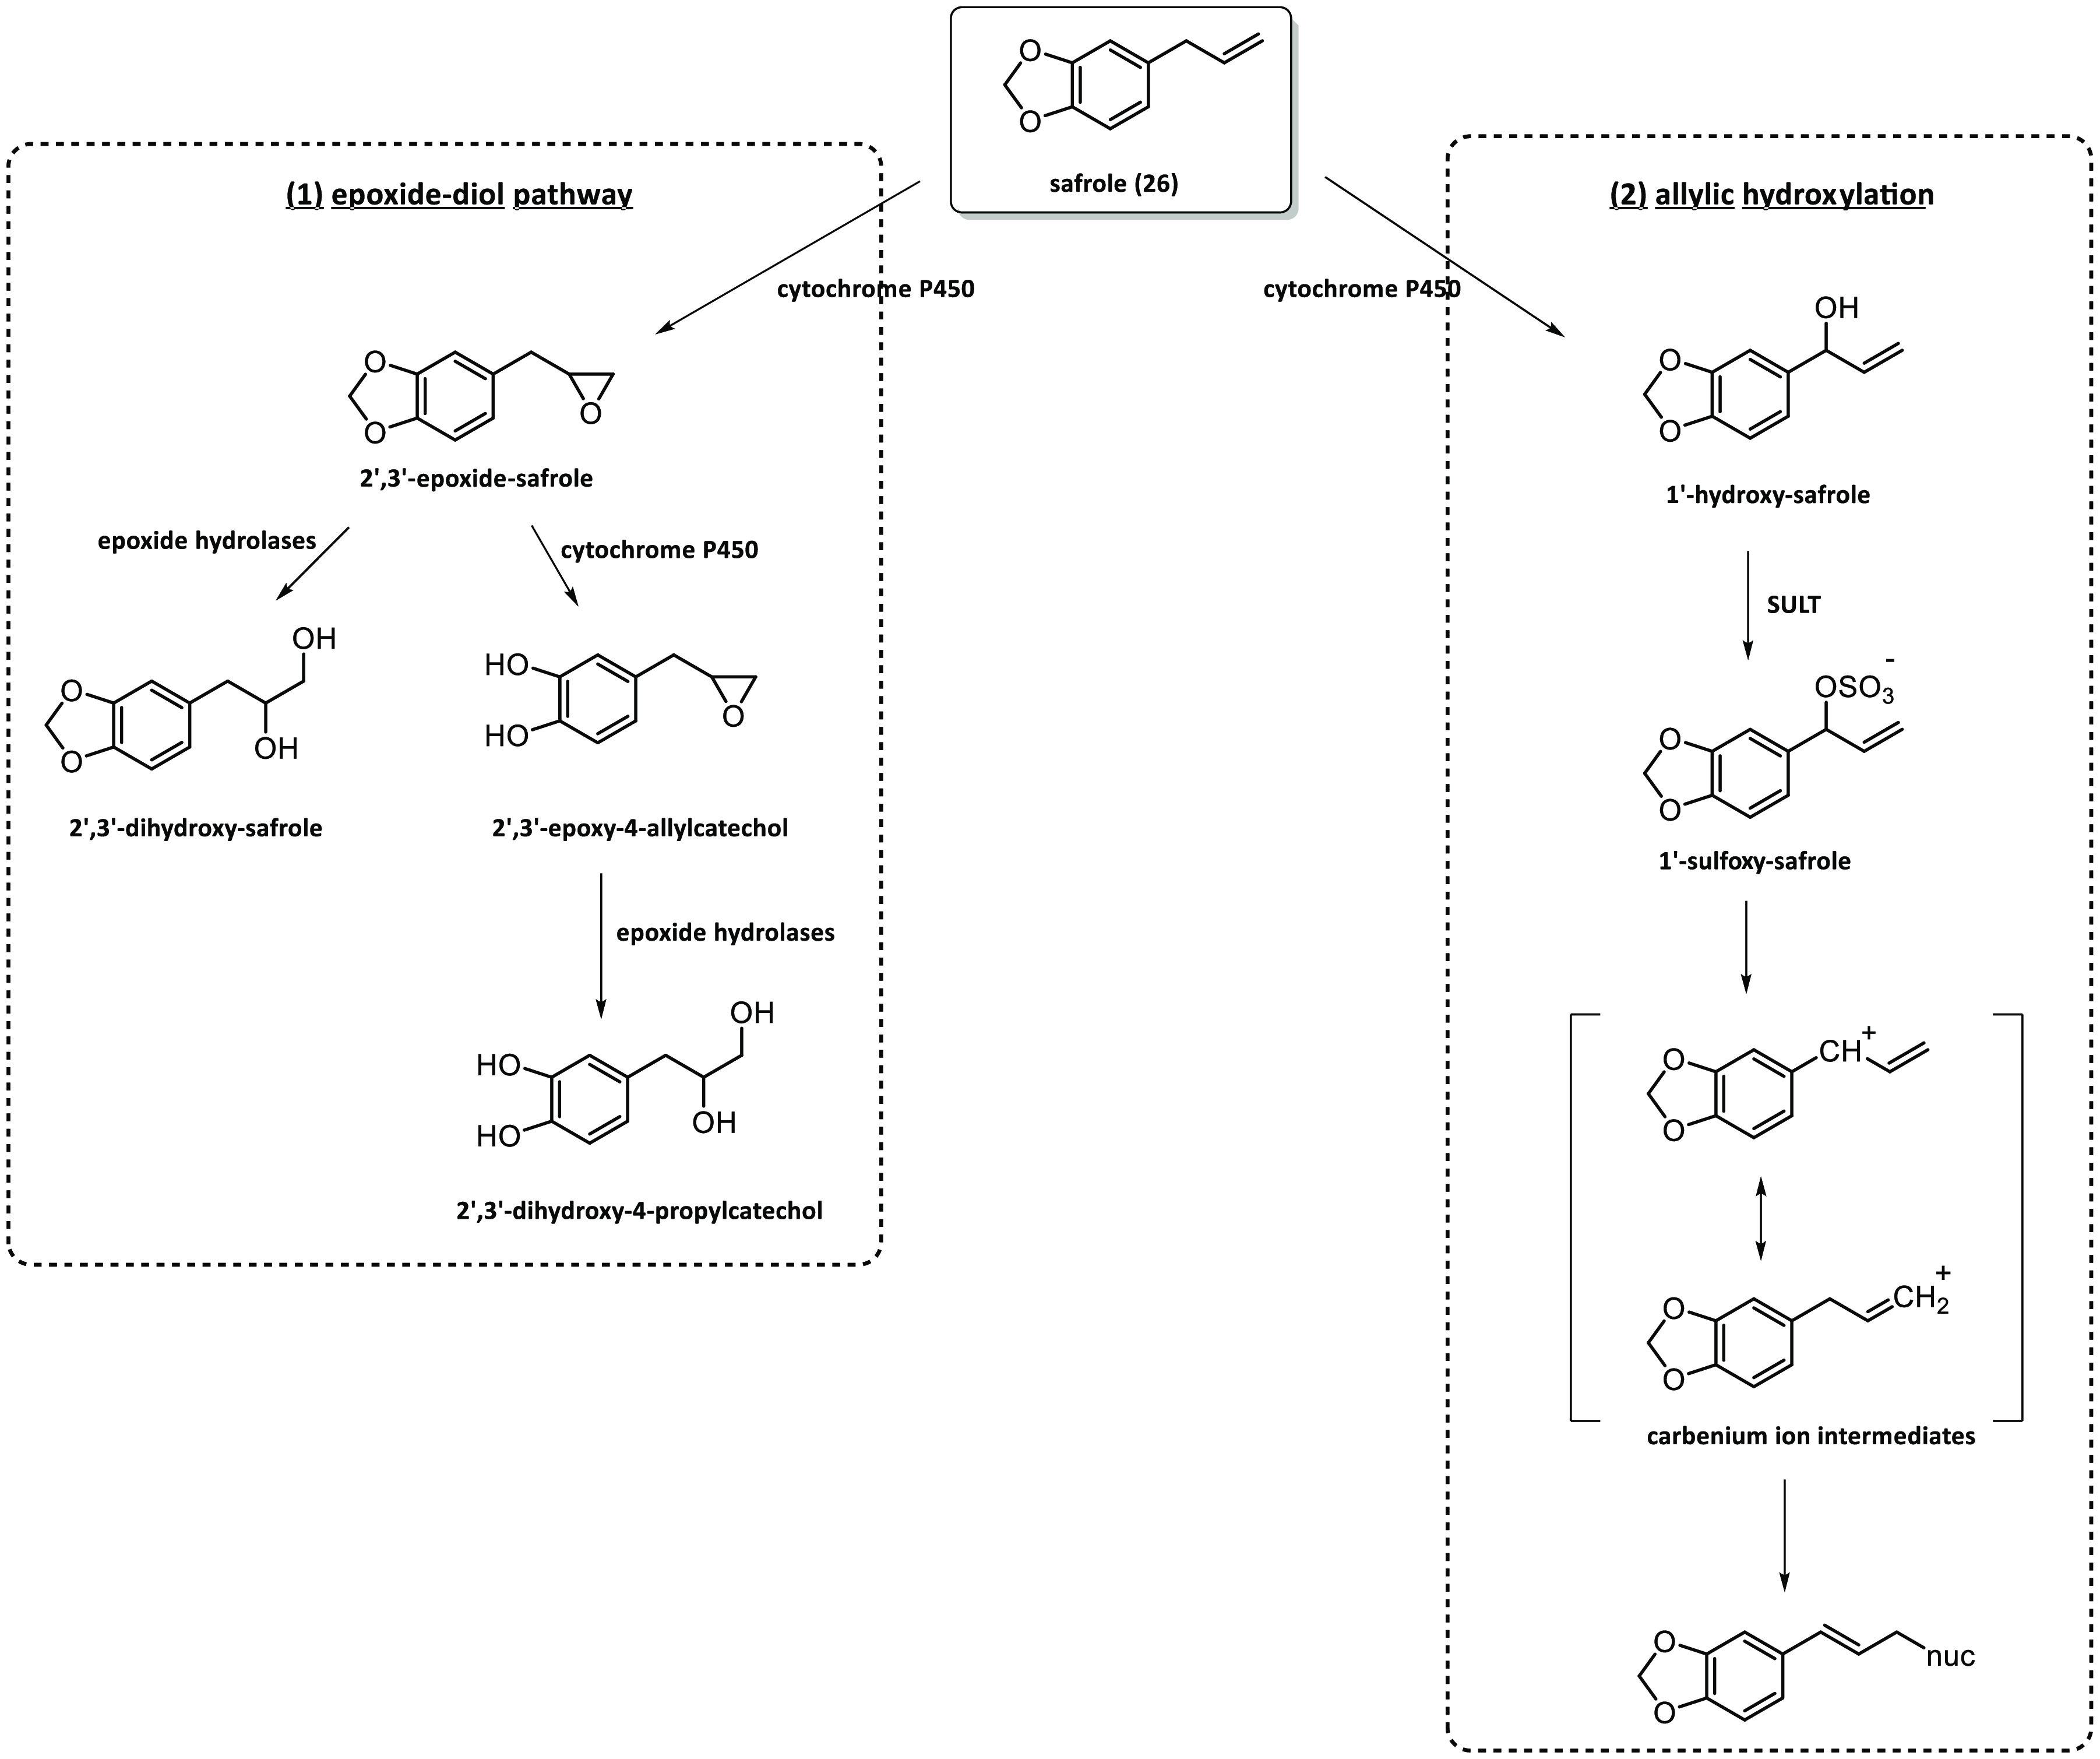 O
O
safrole (26)
(1) epoxide-diol pathway
(2) allylic hydroxylation
cytochrome P450
cytochrome P450
O
O
O
2',3'-epoxide-safrole
OH
O
O
1'-hydroxy-safrole
epoxide hydrolases
cytochrome P450
SULT
OH
O
O
OH
2',3'-dihydroxy-safrole
HO
HO
O
2',3'-epoxy-4-allylcatechol
OSO3-
O
O
1'-sulfoxy-safrole
epoxide hydrolases
OH
HO
HO
OH
2',3'-dihydroxy-4-propylcatechol
CH+
O
O
CH2+
O
O
carbenium ion intermediates
O
O
nuc